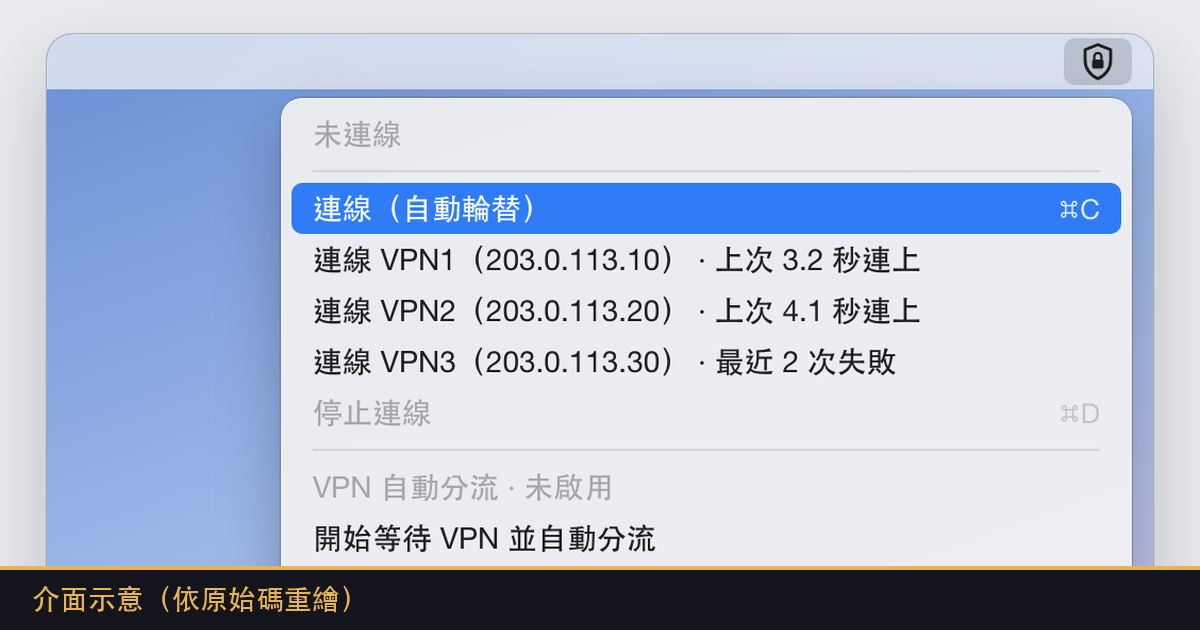 未連線
連線（自動輪替） ⌘C
連線 VPN1（203.0.113.10） · 上次 3.2 秒連上
連線 VPN2（203.0.113.20） · 上次 4.1 秒連上
連線 VPN3（203.0.113.30） · 最近 2 次失敗
停止連線 ⌘D
VPN 自動分流 · 未啟用
開始等待 VPN 並自動分流
介面示意（依原始碼重繪）